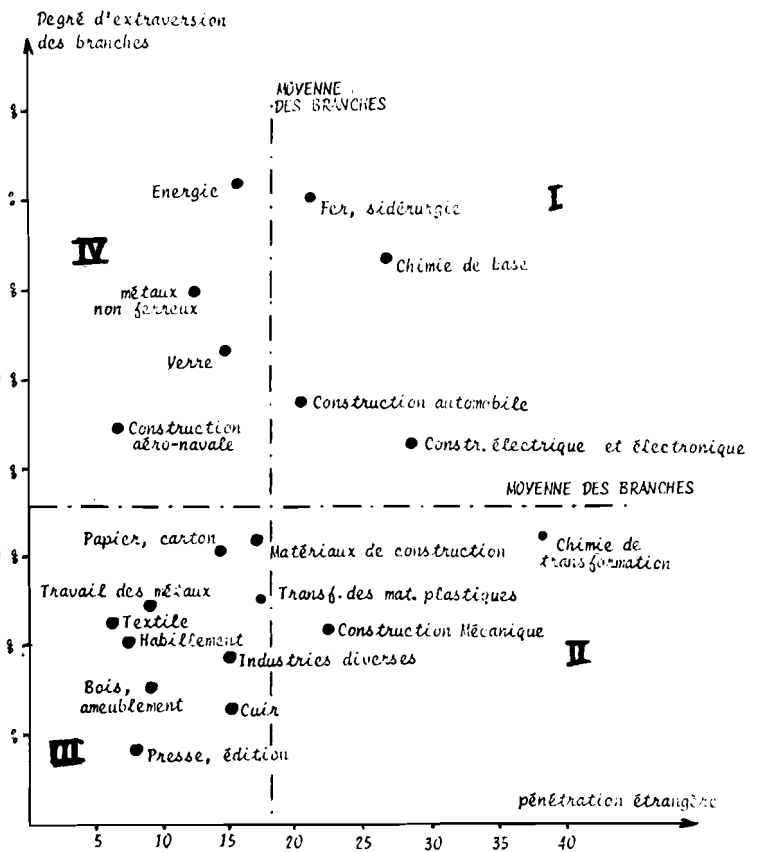 Degré d'extraversion
des branches
MOYENNE
DES BRANCHES
Energie
I
Fer, sidérurgie
IV
Chimie de base
métaux
non ferreux
Verre
Construction automobile
Construction
aéro-navale
Constr. électrique et électronique
MOYENNE DES BRANCHES
Papier, carton
Matériaux de construction
Chimie de
transformation
Travail des métaux
Transf. des mat. plastiques
Textile
Construction Mécanique
Habillement
Industries diverses
II
Bois,
ameublement
Cuir
III
Presse, édition
pénétration étrangère
5 10 15 20 25 30 35 40